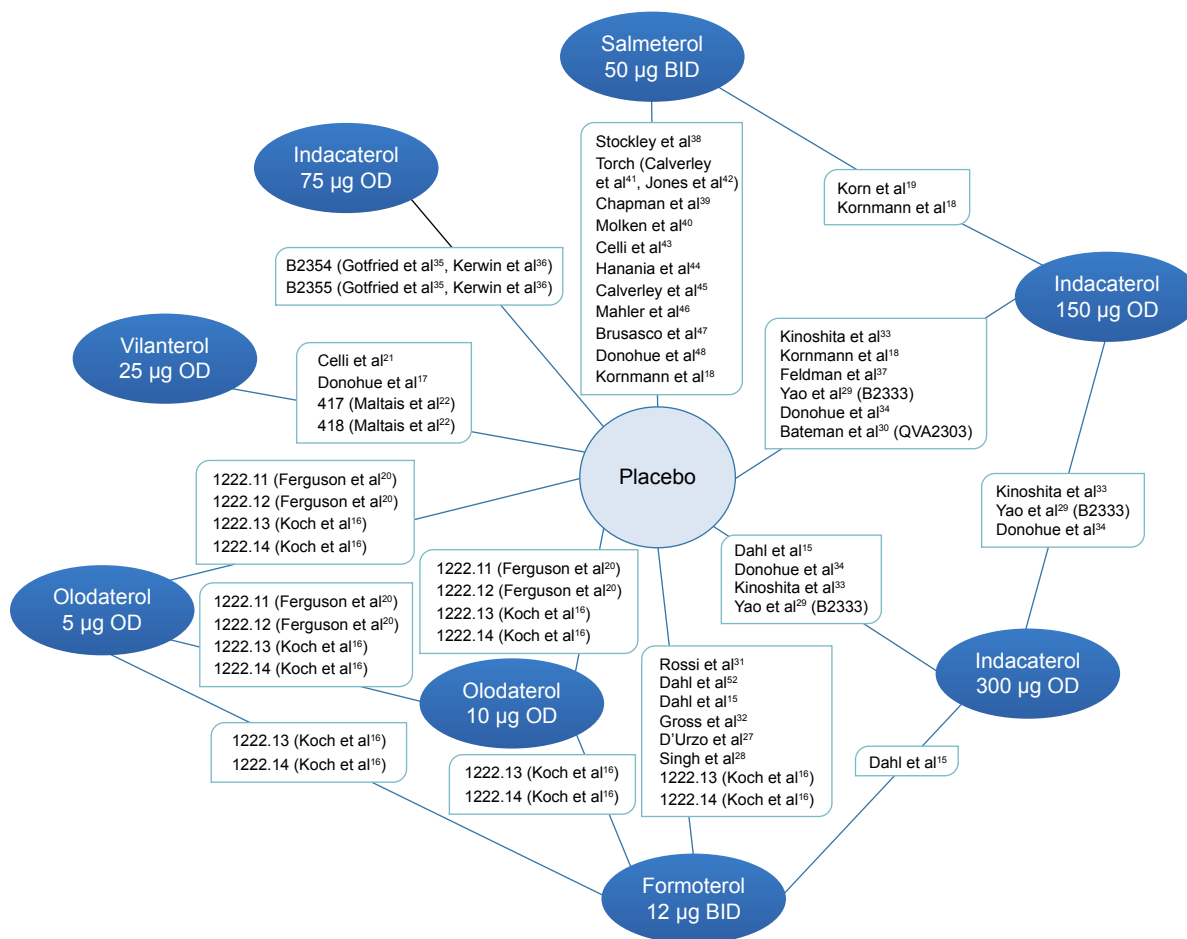 Salmeterol
50 µg BID
Indacaterol
75 µg OD
Stockley et al³⁸
Torch (Calverley
et al⁴¹, Jones et⁴²)
Chapman et al³⁹
Molken et al⁴⁰
Celli et al⁴³
Hanania et al⁴⁴
Calverley et al⁴⁵
Mahler et al⁴⁶
Brusasco et al⁴⁷
Donohue et al⁴⁸
Kornmann et al¹⁸
Korn et al¹⁹
Kornmann et al¹⁸
B2354 (Gotfried et al³⁵, Kerwin et al³⁶)
B2355 (Gotfried et al³⁵, Kerwin et al³⁶)
Indacaterol
150 µg OD
Vilanterol
25 µg OD
Celli et al²¹
Donohue et al¹⁷
417 (Maltais et al²²)
418 (Maltais et al²²)
Kinoshita et al³³
Kornmann et al¹⁸
Feldman et al³⁷
Yao et al²⁹ (B2333)
Donohue et al³⁴
Bateman et al³⁰ (QVA2303)
Placebo
1222.11 (Ferguson et al²⁰)
1222.12 (Ferguson et al²⁰)
1222.13 (Koch et al¹⁶)
1222.14 (Koch et al¹⁶)
Kinoshita et al³³
Yao et al²⁹ (B2333)
Donohue et al³⁴
Dahl et al¹⁵
Donohue et al³⁴
Kinoshita et al³³
Yao et al²⁹ (B2333)
1222.11 (Ferguson et al²⁰)
1222.12 (Ferguson et al²⁰)
1222.13 (Koch et al¹⁶)
1222.14 (Koch et al¹⁶)
Olodaterol
5 µg OD
1222.11 (Ferguson et al²⁰)
1222.12 (Ferguson et al²⁰)
1222.13 (Koch et al¹⁶)
1222.14 (Koch et al¹⁶)
Olodaterol
10 µg OD
Rossi et al³¹
Dahl et al⁵²
Dahl et al¹⁵
Gross et al³²
D'Urzo et al²⁷
Singh et al²⁸
1222.13 (Koch et al¹⁶)
1222.14 (Koch et al¹⁶)
Indacaterol
300 µg OD
1222.13 (Koch et al¹⁶)
1222.14 (Koch et al¹⁶)
1222.13 (Koch et al¹⁶)
1222.14 (Koch et al¹⁶)
Dahl et al¹⁵
Formoterol
12 µg BID